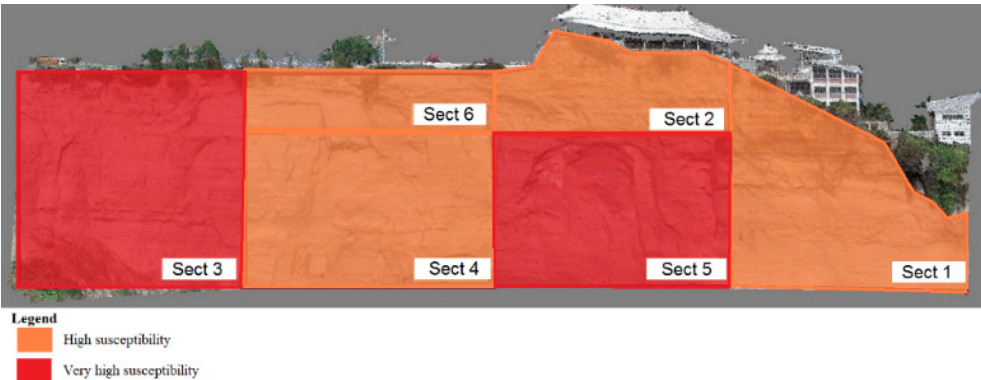 Sect 6
Sect 2
Sect 3
Sect 4
Sect 5
Sect 1
Legend
High susceptibility
Very high susceptibility